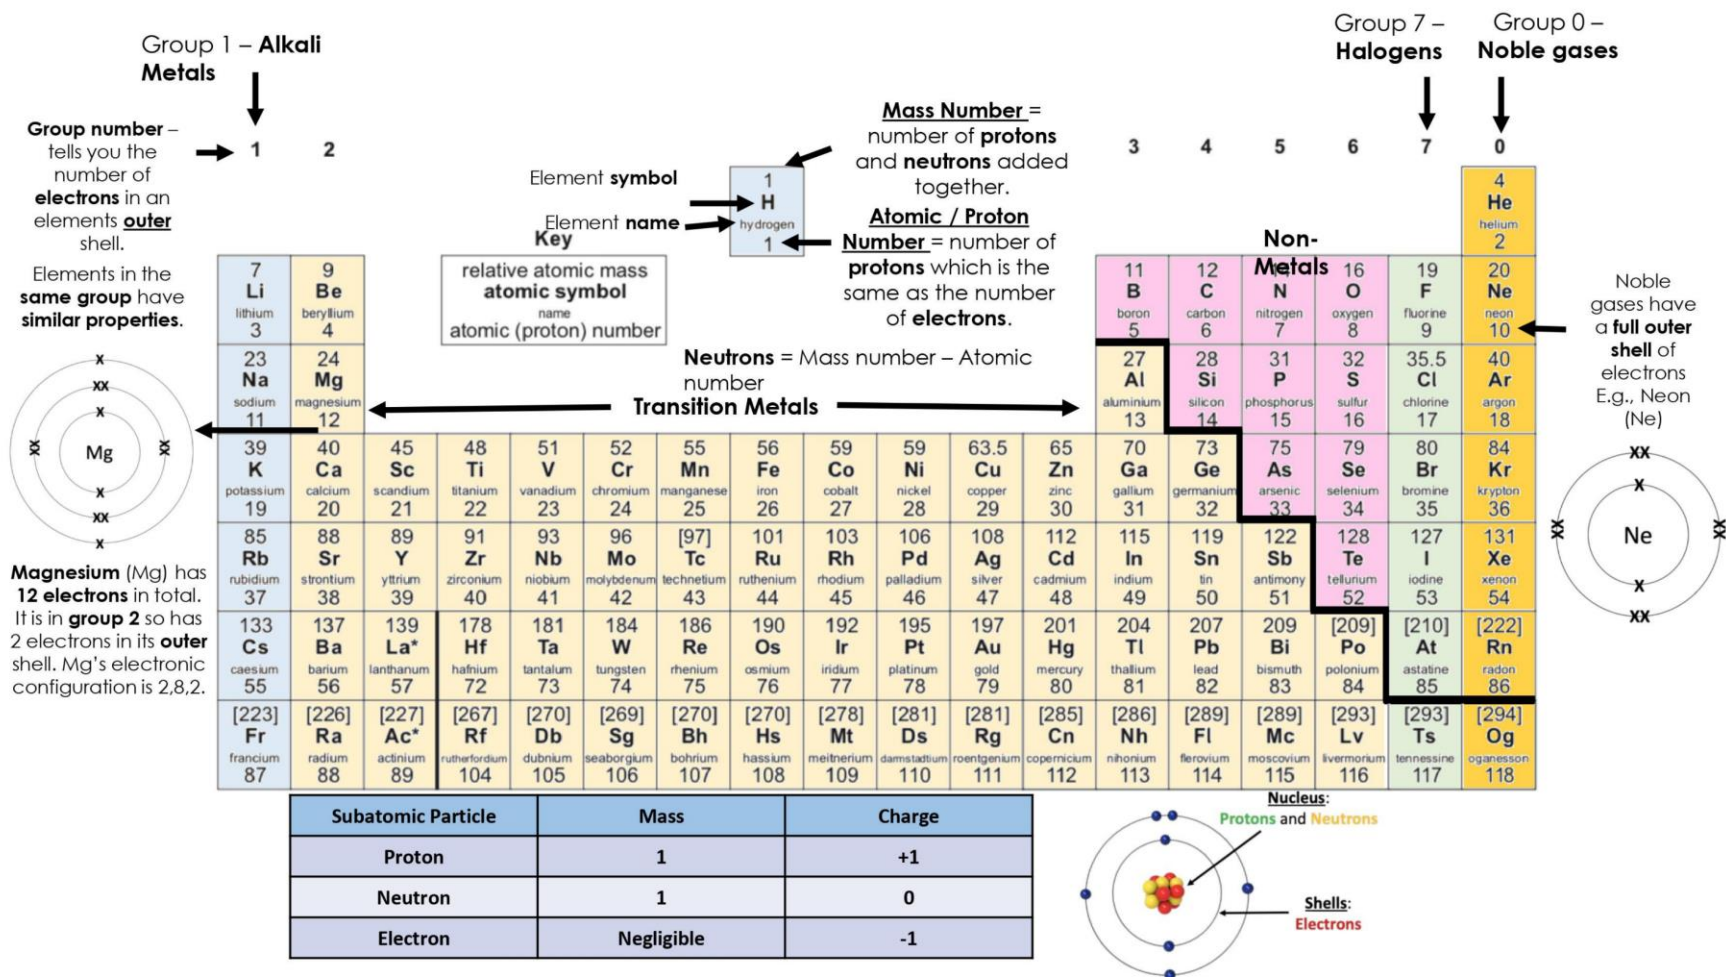 Group 1 – Alkali
Metals
Group 7 –
Halogens
Group 0 –
Noble gases
Group number –
tells you the
number of
electrons in an
elements outer
shell.
Elements in the
same group have
similar properties.
1 2 3 4 5 6 7 0
Element symbol
Element name
1
H
hydrogen
1
Mass Number =
number of protons
and neutrons added
together.
Atomic / Proton
Number = number of
protons which is the
same as the number
of electrons.
Key
relative atomic mass
atomic symbol
name
atomic (proton) number
Neutrons = Mass number – Atomic
number
Transition Metals
Non-
Metals
4
He
helium
2
7 9 11 12 14 16 19 20
Li Be B C N O F Ne
lithium beryllium boron carbon nitrogen oxygen fluorine neon
3 4 5 6 7 8 9 10
23 24 27 28 31 32 35.5 40
Na Mg Al Si P S Cl Ar
sodium magnesium aluminium silicon phosphorus sulfur chlorine argon
11 12 13 14 15 16 17 18
39 40 45 48 51 52 55 56 59 59 63.5 65 70 73 75 79 80 84
K Ca Sc Ti V Cr Mn Fe Co Ni Cu Zn Ga Ge As Se Br Kr
potassium calcium scandium titanium vanadium chromium manganese iron cobalt nickel copper zinc gallium germanium arsenic selenium bromine krypton
19 20 21 22 23 24 25 26 27 28 29 30 31 32 33 34 35 36
85 88 89 91 93 96 [97] 101 103 106 108 112 115 119 122 128 127 131
Rb Sr Y Zr Nb Mo Tc Ru Rh Pd Ag Cd In Sn Sb Te I Xe
rubidium strontium yttrium zirconium niobium molybdenum technetium ruthenium rhodium palladium silver cadmium indium tin antimony tellurium iodine xenon
37 38 39 40 41 42 43 44 45 46 47 48 49 50 51 52 53 54
133 137 139 178 181 184 186 190 192 195 197 201 204 207 209 [209] [210] [222]
Cs Ba La* Hf Ta W Re Os Ir Pt Au Hg Tl Pb Bi Po At Rn
caesium barium lanthanum hafnium tantalum tungsten rhenium osmium iridium platinum gold mercury thallium lead bismuth polonium astatine radon
55 56 57 72 73 74 75 76 77 78 79 80 81 82 83 84 85 86
[223] [226] [227] [267] [270] [269] [270] [270] [278] [281] [281] [285] [286] [289] [289] [293] [293] [294]
Fr Ra Ac* Rf Db Sg Bh Hs Mt Ds Rg Cn Nh Fl Mc Lv Ts Og
francium radium actinium rutherfordium dubnium seaborgium bohrium hassium meitnerium darmstadtium roentgenium copernicium nihonium flerovium moscovium livermorium tennessine oganesson
87 88 89 104 105 106 107 108 109 110 111 112 113 114 115 116 117 118
Mg
Magnesium (Mg) has
12 electrons in total.
It is in group 2 so has
2 electrons in its outer
shell. Mg's electronic
configuration is 2,8,2.
Noble
gases have
a full outer
shell of
electrons
E.g., Neon
(Ne)
Ne
Subatomic Particle Mass Charge
Proton 1 +1
Neutron 1 0
Electron Negligible -1
Nucleus:
Protons and Neutrons
Shells:
Electrons